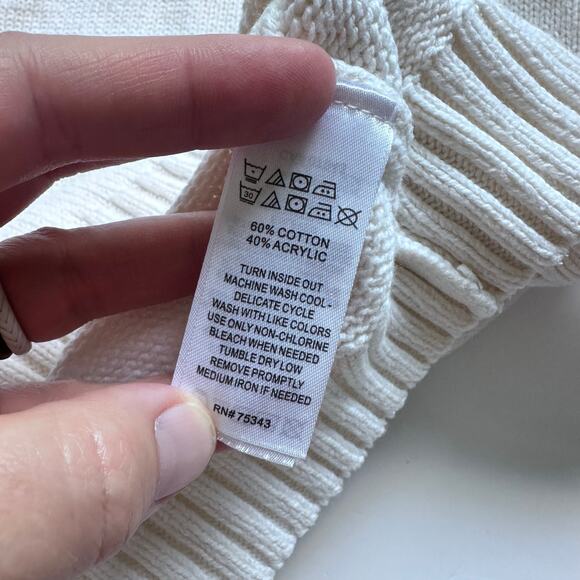 30
60% COTTON
40% ACRYLIC
TURN INSIDE OUT
MACHINE WASH COOL-
DELICATE CYCLE
WASH WITH LIKE COLORS
USE ONLY NON-CHLORINE
BLEACH WHEN NEEDED
TUMBLE DRY LOW
REMOVE PROMPTLY
MEDIUM IRON IF NEEDED
RN# 75343